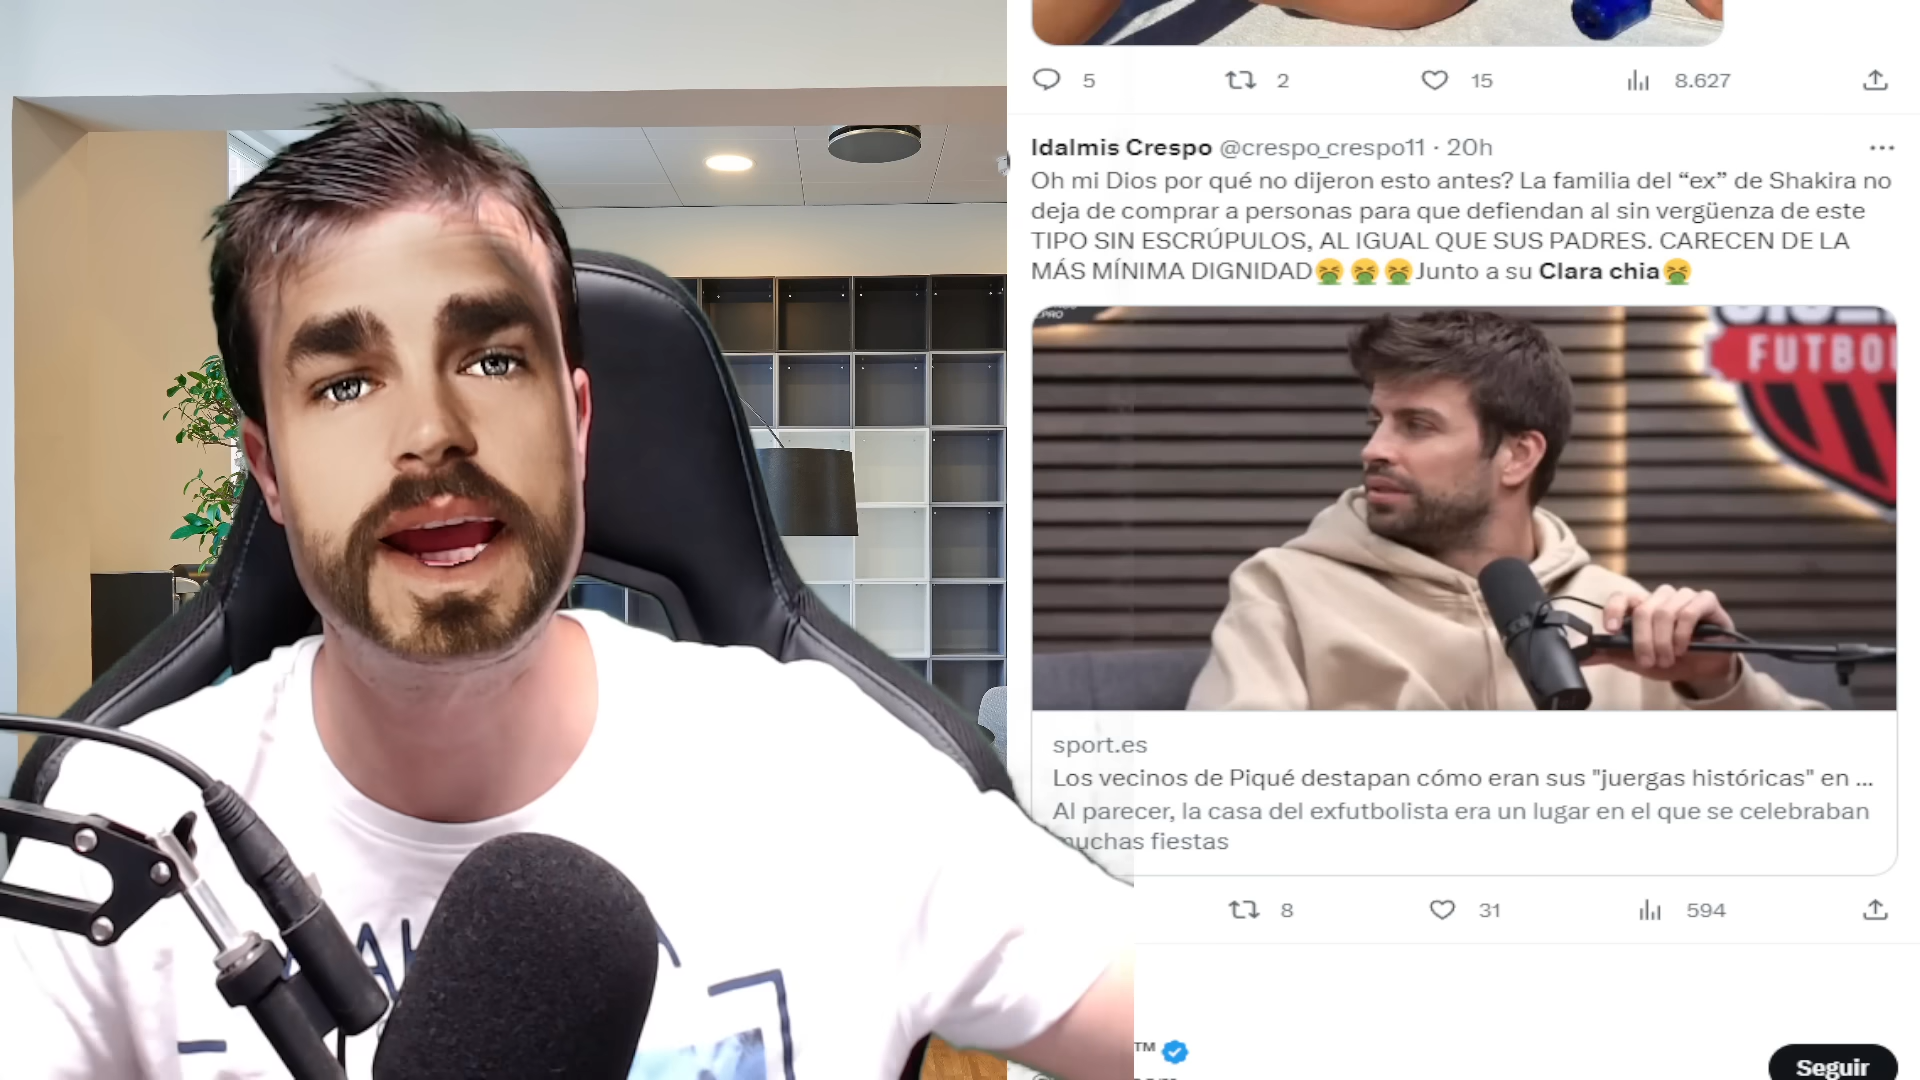 5 2 15 8.627
Idalmis Crespo @crespo_crespo11 · 20h
Oh mi Dios por qué no dijeron esto antes? La familia del “ex” de Shakira no
deja de comprar a personas para que defiendan al sin vergüenza de este
TIPO SIN ESCRÚPULOS, AL IGUAL QUE SUS PADRES. CARECEN DE LA
MÁS MÍNIMA DIGNIDAD🤮🤮🤮Junto a su Clara chia🤮
FUTBOL
sport.es
Los vecinos de Piqué destapan cómo eran sus "juergas históricas" en ...
Al parecer, la casa del exfutbolista era un lugar en el que se celebraban
muchas fiestas
8 31 594
Seguir